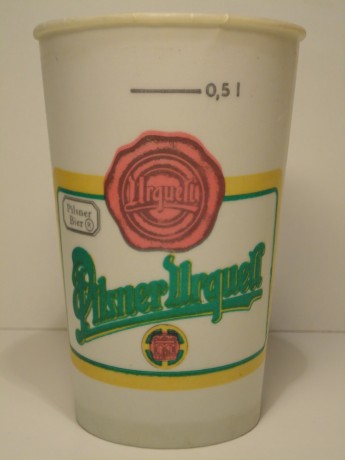 0,5 l
Urquell
Pilsner
Bier ®
Pilsner Urquell